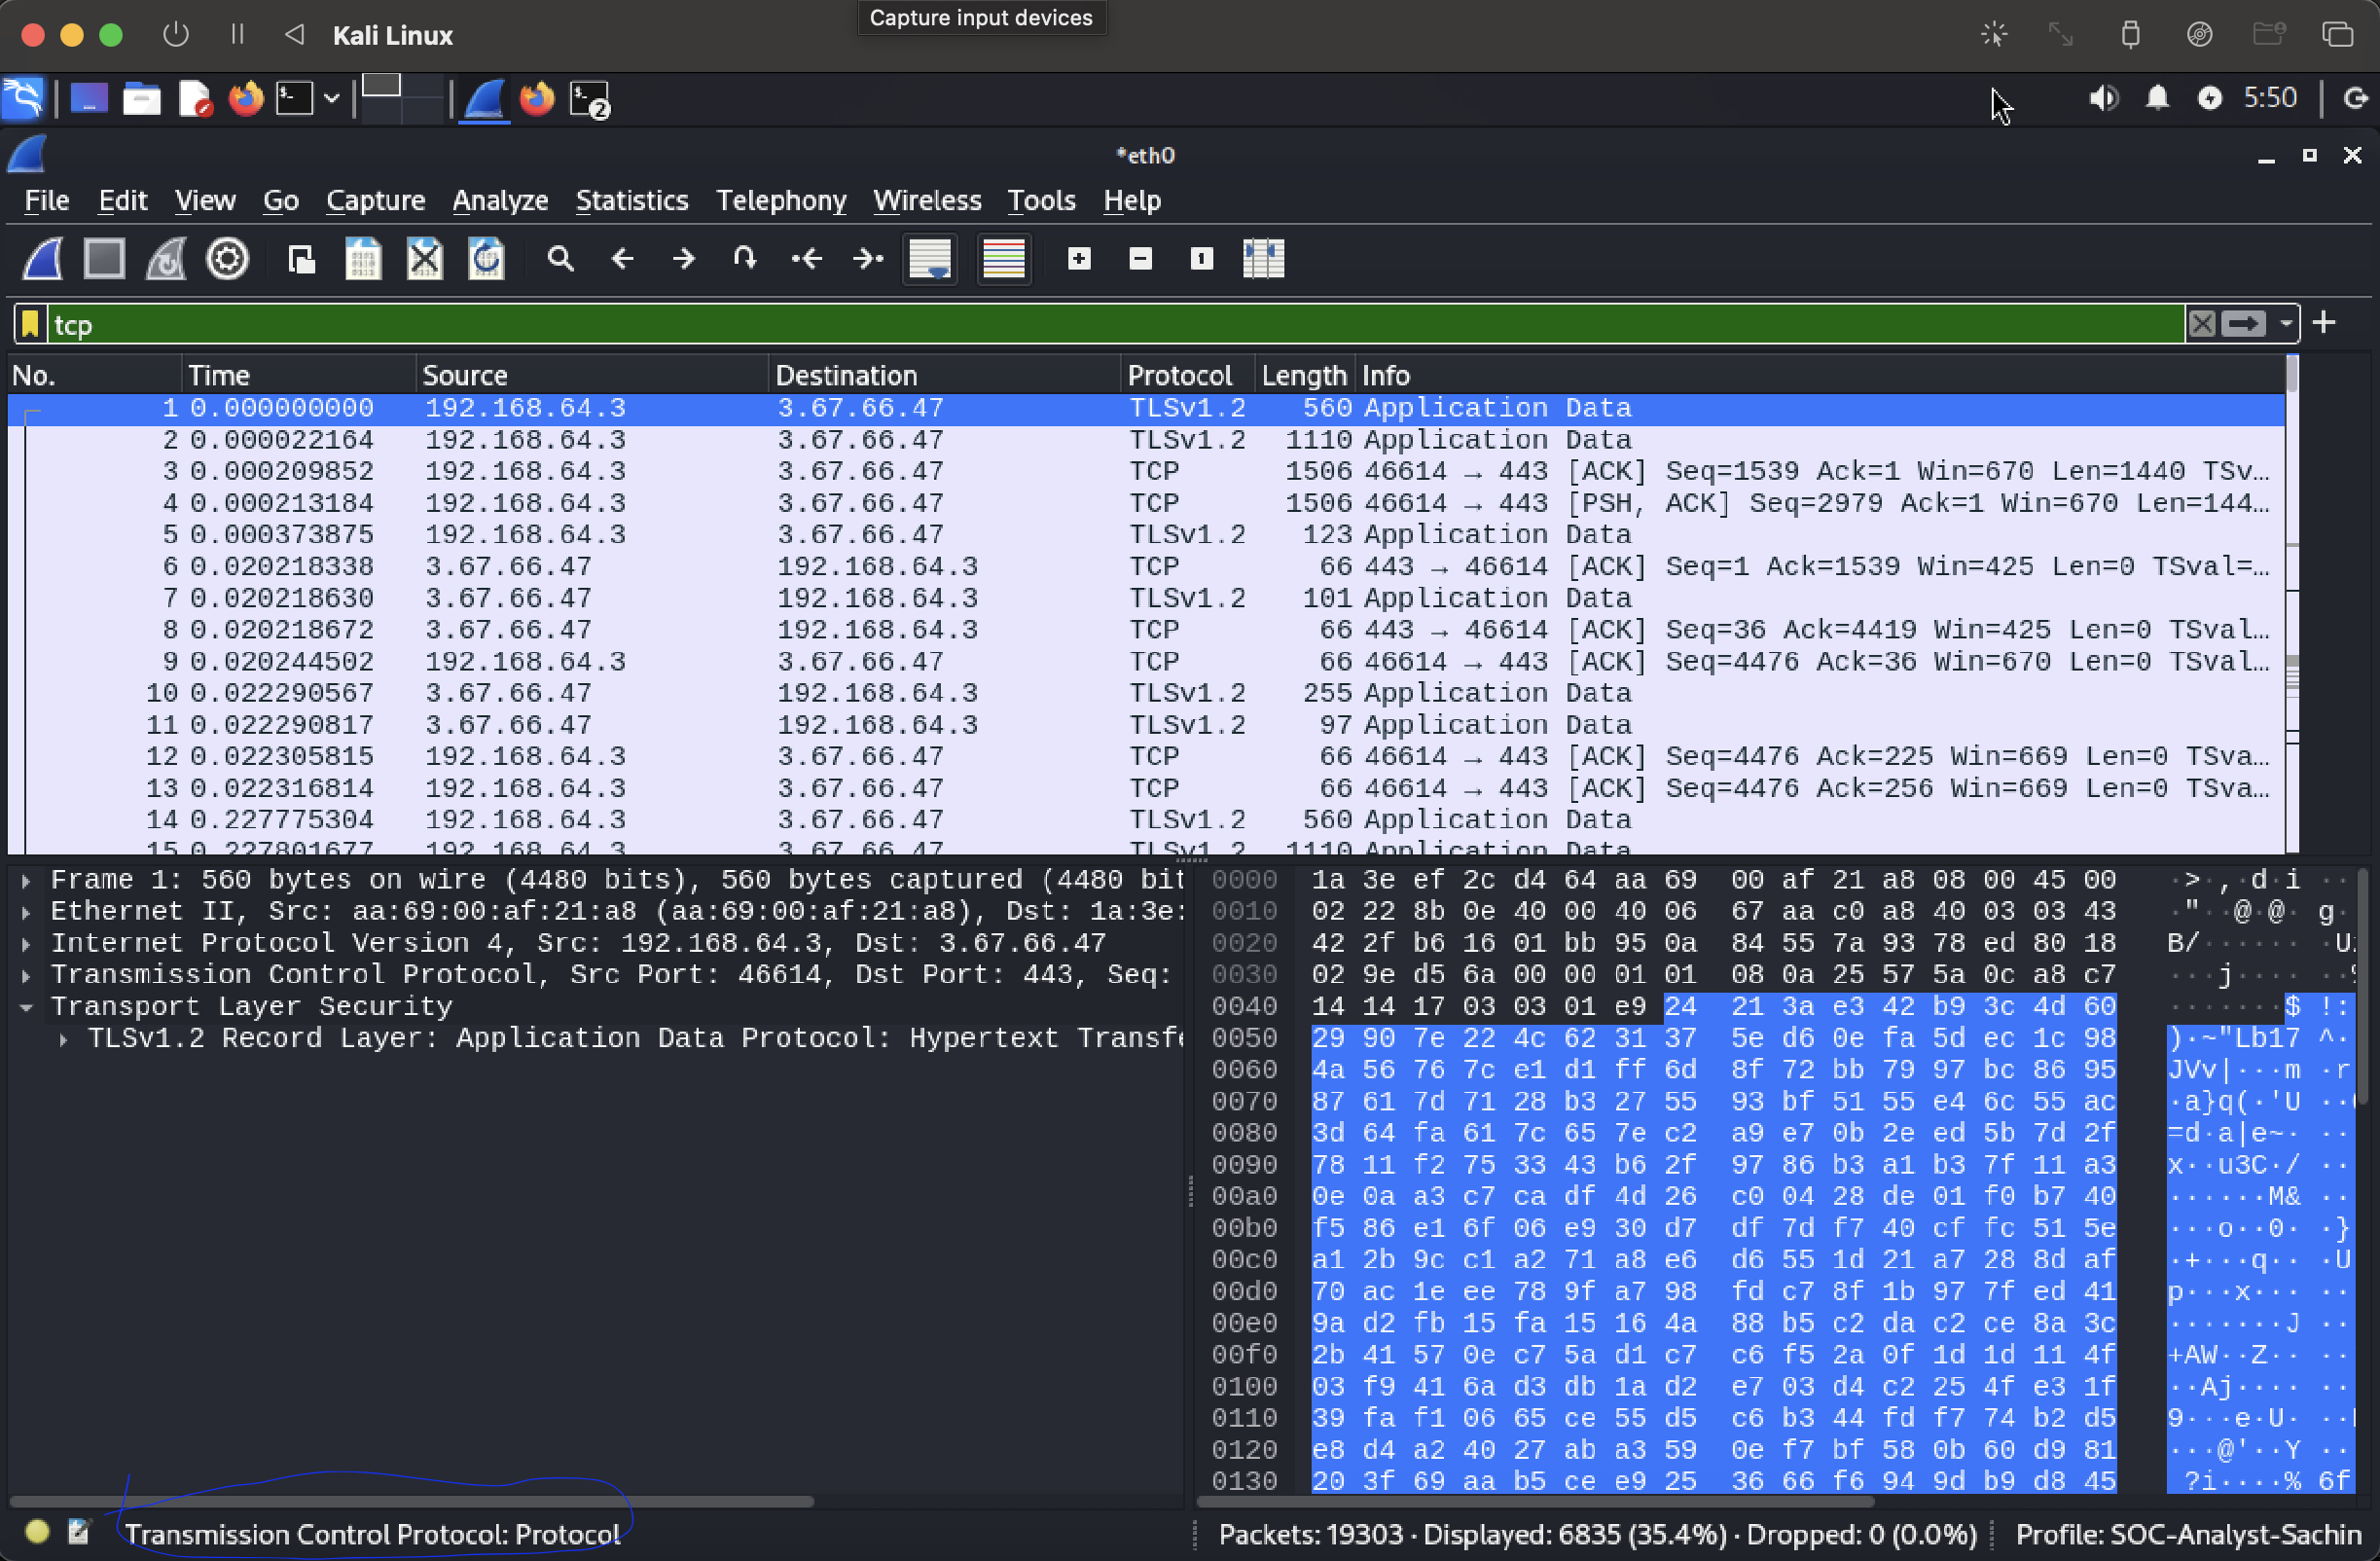 Capture input devices
Kali Linux
5:50
*eth0
File Edit View Go Capture Analyze Statistics Telephony Wireless Tools Help
tcp
No. Time Source Destination Protocol Length Info
1 0.000000000 192.168.64.3 3.67.66.47 TLSv1.2 560 Application Data
2 0.000022164 192.168.64.3 3.67.66.47 TLSv1.2 1110 Application Data
3 0.000209852 192.168.64.3 3.67.66.47 TCP 1506 46614 → 443 [ACK] Seq=1539 Ack=1 Win=670 Len=1440 TSv…
4 0.000213184 192.168.64.3 3.67.66.47 TCP 1506 46614 → 443 [PSH, ACK] Seq=2979 Ack=1 Win=670 Len=144…
5 0.000373875 192.168.64.3 3.67.66.47 TLSv1.2 123 Application Data
6 0.020218338 3.67.66.47 192.168.64.3 TCP 66 443 → 46614 [ACK] Seq=1 Ack=1539 Win=425 Len=0 TSval=…
7 0.020218630 3.67.66.47 192.168.64.3 TLSv1.2 101 Application Data
8 0.020218672 3.67.66.47 192.168.64.3 TCP 66 443 → 46614 [ACK] Seq=36 Ack=4419 Win=425 Len=0 TSval…
9 0.020244502 192.168.64.3 3.67.66.47 TCP 66 46614 → 443 [ACK] Seq=4476 Ack=36 Win=670 Len=0 TSval…
10 0.022290567 3.67.66.47 192.168.64.3 TLSv1.2 255 Application Data
11 0.022290817 3.67.66.47 192.168.64.3 TLSv1.2 97 Application Data
12 0.022305815 192.168.64.3 3.67.66.47 TCP 66 46614 → 443 [ACK] Seq=4476 Ack=225 Win=669 Len=0 TSva…
13 0.022316814 192.168.64.3 3.67.66.47 TCP 66 46614 → 443 [ACK] Seq=4476 Ack=256 Win=669 Len=0 TSva…
14 0.227775304 192.168.64.3 3.67.66.47 TLSv1.2 560 Application Data
15 0.227801677 192.168.64.3 3.67.66.47 TLSv1.2 1110 Application Data
Frame 1: 560 bytes on wire (4480 bits), 560 bytes captured (4480 bit
Ethernet II, Src: aa:69:00:af:21:a8 (aa:69:00:af:21:a8), Dst: 1a:3e:
Internet Protocol Version 4, Src: 192.168.64.3, Dst: 3.67.66.47
Transmission Control Protocol, Src Port: 46614, Dst Port: 443, Seq:
Transport Layer Security
TLSv1.2 Record Layer: Application Data Protocol: Hypertext Transfe
0000 1a 3e ef 2c d4 64 aa 69 00 af 21 a8 08 00 45 00 ·>·,·d·i ··
0010 02 22 8b 0e 40 00 40 06 67 aa c0 a8 40 03 03 43 ·"··@·@· g·
0020 42 2f b6 16 01 bb 95 0a 84 55 7a 93 78 ed 80 18 B/······ ·U
0030 02 9e d5 6a 00 00 01 01 08 0a 25 57 5a 0c a8 c7 ···j···· ··
0040 14 14 17 03 03 01 e9 24 21 3a e3 42 b9 3c 4d 60 ·······$ !:
0050 29 90 7e 22 4c 62 31 37 5e d6 0e fa 5d ec 1c 98 )·~"Lb17 ^·
0060 4a 56 76 7c e1 d1 ff 6d 8f 72 bb 79 97 bc 86 95 JVv|···m ·r
0070 87 61 7d 71 28 b3 27 55 93 bf 51 55 e4 6c 55 ac ·a}q(·'U ··
0080 3d 64 fa 61 7c 65 7e c2 a9 e7 0b 2e ed 5b 7d 2f =d·a|e~· ··
0090 78 11 f2 75 33 43 b6 2f 97 86 b3 a1 b3 7f 11 a3 x··u3C·/ ··
00a0 0e 0a a3 c7 ca df 4d 26 c0 04 28 de 01 f0 b7 40 ······M& ··
00b0 f5 86 e1 6f 06 e9 30 d7 df 7d f7 40 cf fc 51 5e ···o··0· ·}
00c0 a1 2b 9c c1 a2 71 a8 e6 d6 55 1d 21 a7 28 8d af ·+···q·· ·U
00d0 70 ac 1e ee 78 9f a7 98 fd c7 8f 1b 97 7f ed 41 p···x··· ··
00e0 9a d2 fb 15 fa 15 16 4a 88 b5 c2 da c2 ce 8a 3c ·······J ··
00f0 2b 41 57 0e c7 5a d1 c7 c6 f5 2a 0f 1d 1d 11 4f +AW··Z·· ··
0100 03 f9 41 6a d3 db 1a d2 e7 03 d4 c2 25 4f e3 1f ··Aj···· ··
0110 39 fa f1 06 65 ce 55 d5 c6 b3 44 fd f7 74 b2 d5 9···e·U· ··
0120 e8 d4 a2 40 27 ab a3 59 0e f7 bf 58 0b 60 d9 81 ···@'··Y ··
0130 20 3f 69 aa b5 ce e9 25 36 66 f6 94 9d b9 d8 45 ?i····% 6f
Transmission Control Protocol: Protocol
Packets: 19303 · Displayed: 6835 (35.4%) · Dropped: 0 (0.0%)
Profile: SOC-Analyst-Sachin